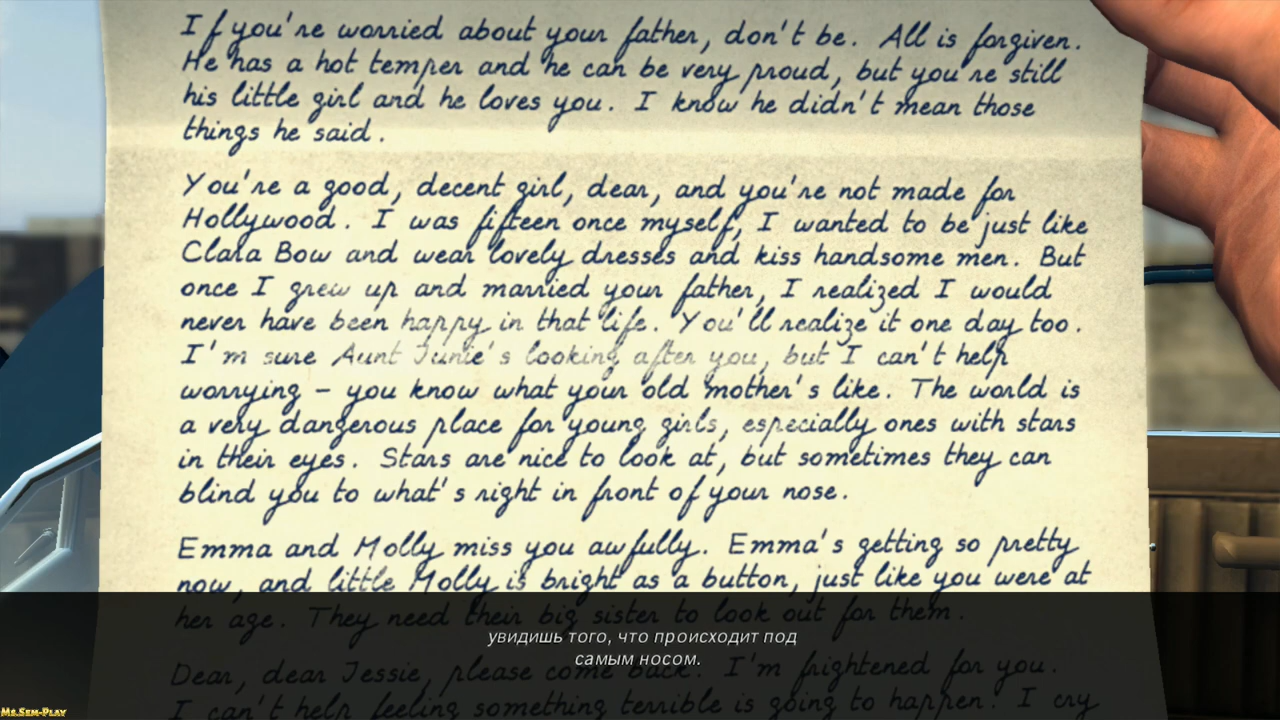 If you're worried about your father, don't be. All is forgiven.
He has a hot temper and he can be very proud, but you're still
his little girl and he loves you. I know he didn't mean those
things he said.
You're a good, decent girl, dear, and you're not made for
Hollywood. I was fifteen once myself, I wanted to be just like
Clara Bow and wear lovely dresses and kiss handsome men. But
once I grew up and married your father, I realized I would
never have been happy in that life. You'll realize it one day too.
I'm sure Aunt Junie's looking after you, but I can't help
worrying – you know what your old mother's like. The world is
a very dangerous place for young girls, especially ones with stars
in their eyes. Stars are nice to look at, but sometimes they can
blind you to what's right in front of your nose.
Emma and Molly miss you awfully. Emma's getting so pretty
now, and little Molly is bright as a button, just like you were at
her age. They need their big sister to look out for them.
Dear, dear Jessie, please come back. I'm frightened for you.
I can't help feeling something terrible is going to happen. I cry
увидишь того, что происходит под
самым носом.
Ms.Sem-Play